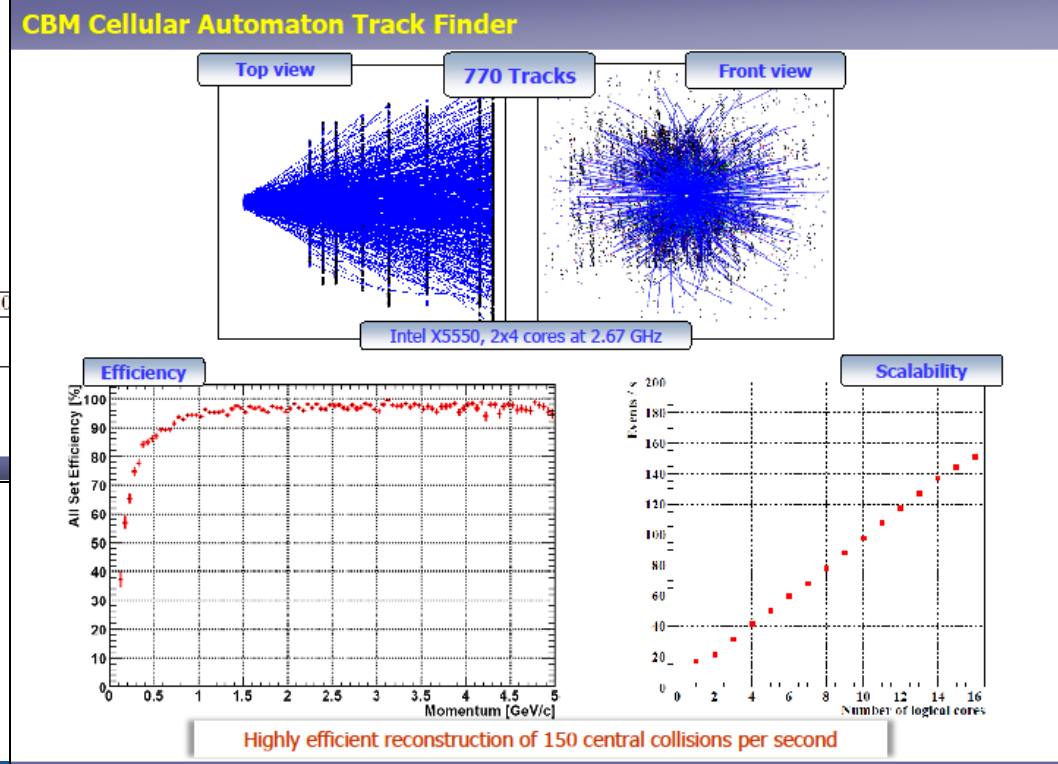 CBM Cellular Automaton Track Finder
Top view
770 Tracks
Front view
0
Intel X5550, 2x4 cores at 2.67 GHz
Efficiency
Scalability
All Set Efficiency [%]
100
90
80
70
60
50
40
30
20
10
0
0 0.5 1 1.5 2 2.5 3 3.5 4 4.5 5
Momentum [GeV/c]
Events / s
200
180
160
140
120
100
80
60
40
20
0
0 2 4 6 8 10 12 14 16
Number of logical cores
Highly efficient reconstruction of 150 central collisions per second